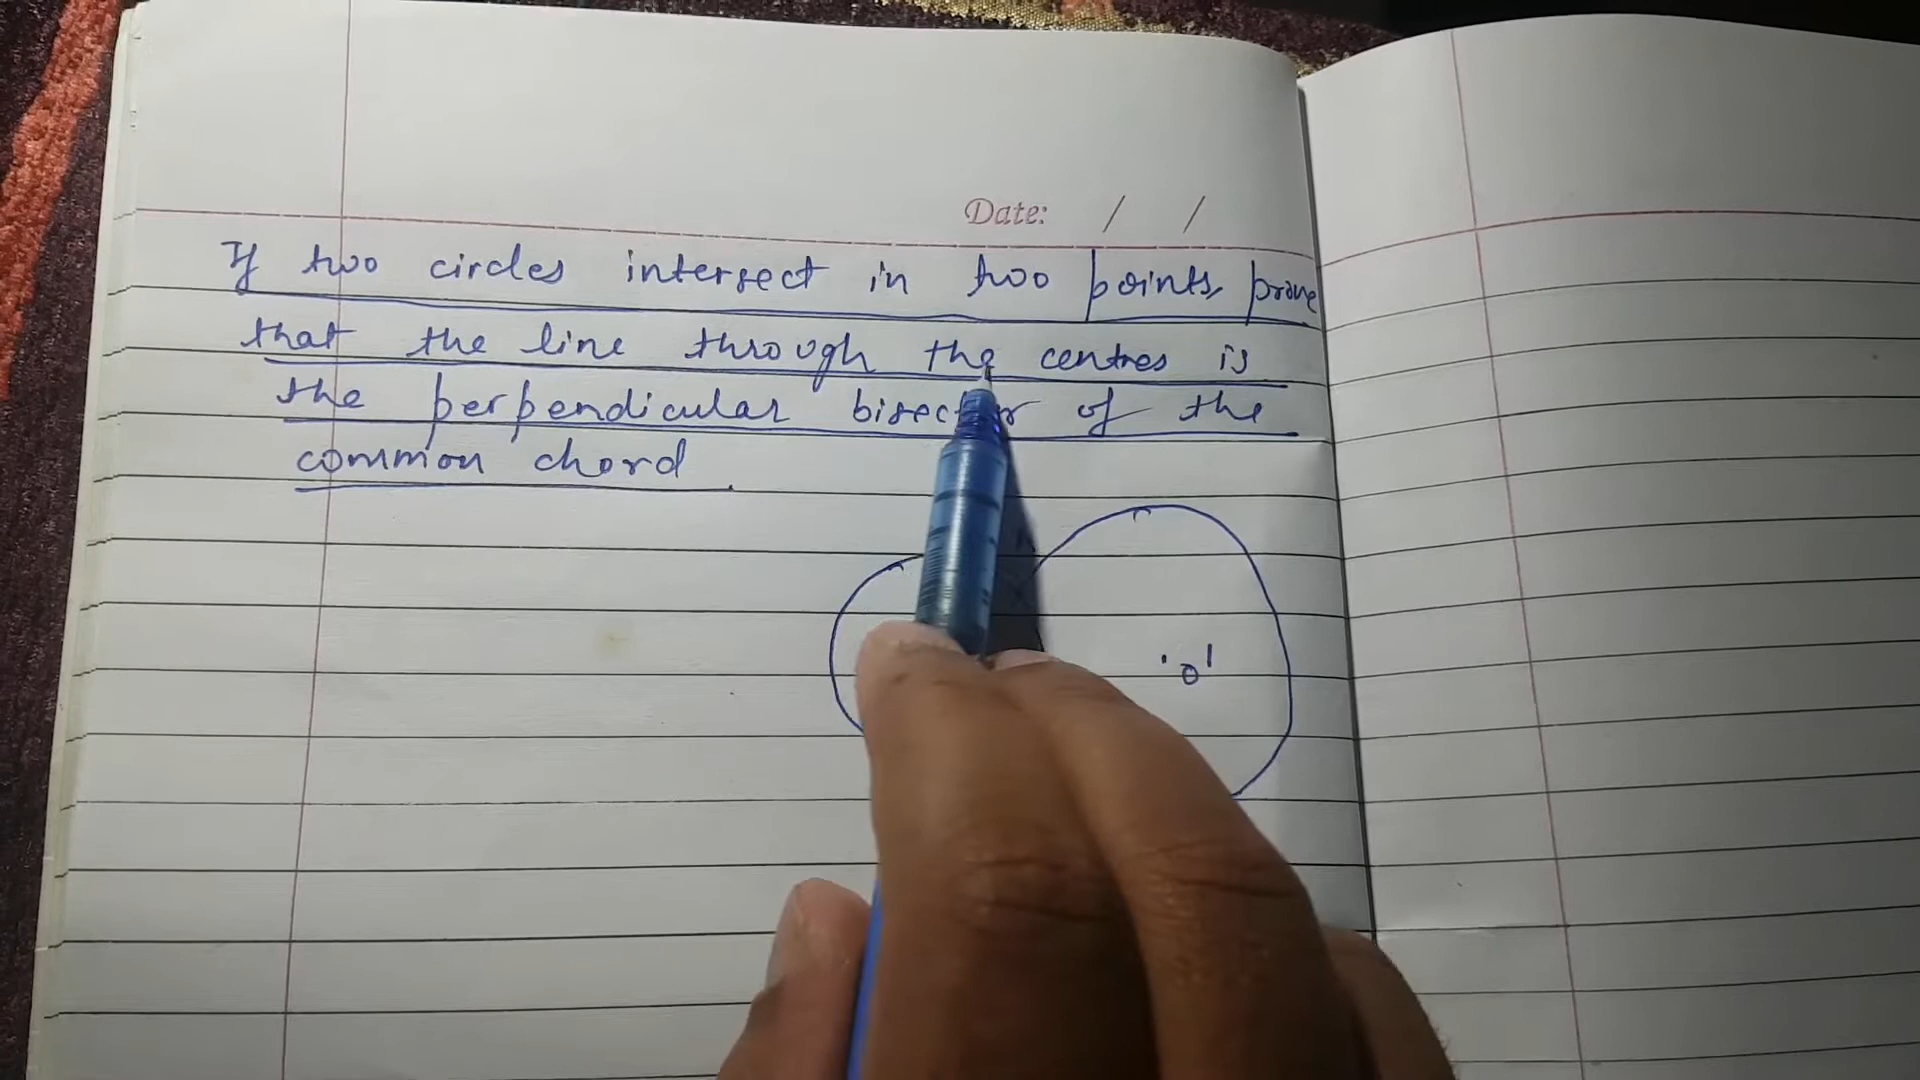 Date: / /
If two circles intersect in two points, prove
that the line through the centres is
the perpendicular bisector of the
common chord.
O'